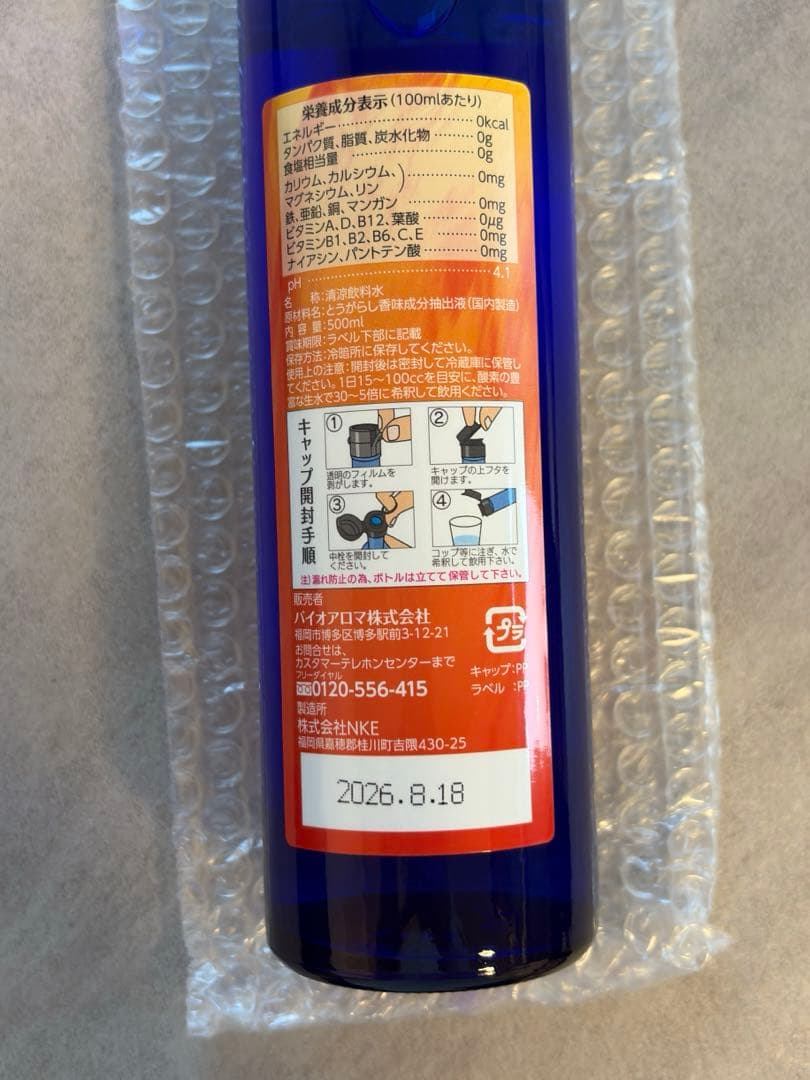 栄養成分表示(100mlあたり)
エネルギー………………………0kcal
タンパク質、脂質、炭水化物………0g
食塩相当量 ………………………0g
カリウム、カルシウム、
マグネシウム、リン )……………0mg
鉄、亜鉛、銅、マンガン …………0mg
ビタミンA、D、B12、葉酸…………0μg
ビタミンB1、B2、B6、C、E ………0mg
ナイアシン、パントテン酸…………0mg
pH ……………………………4.1
名 称:清涼飲料水
原材料名:とうがらし香味成分抽出液(国内製造)
内 容 量:500ml
賞味期限:ラベル下部に記載
保存方法:冷暗所に保存してください。
使用上の注意:開封後は密封して冷蔵庫に保管し
てください。1日15〜100ccを目安に、酸素の豊
富な生水で30〜5倍に希釈して飲用ください。
キャップ開封手順
①
透明のフィルムを
剥がします。
②
キャップの上フタを
開けます。
③
中栓を開封して
ください。
④
コップ等に注ぎ、水で
希釈して飲用下さい。
注)漏れ防止の為、ボトルは立てて保管して下さい。
販売者
バイオアロマ株式会社
福岡市博多区博多駅前3-12-21
お問合せは、
カスタマーテレホンセンターまで
フリーダイヤル
0120-556-415
プラ
キャップ:PP
ラベル :PP
製造所
株式会社NKE
福岡県嘉穂郡桂川町吉隈430-25
2026.8.18